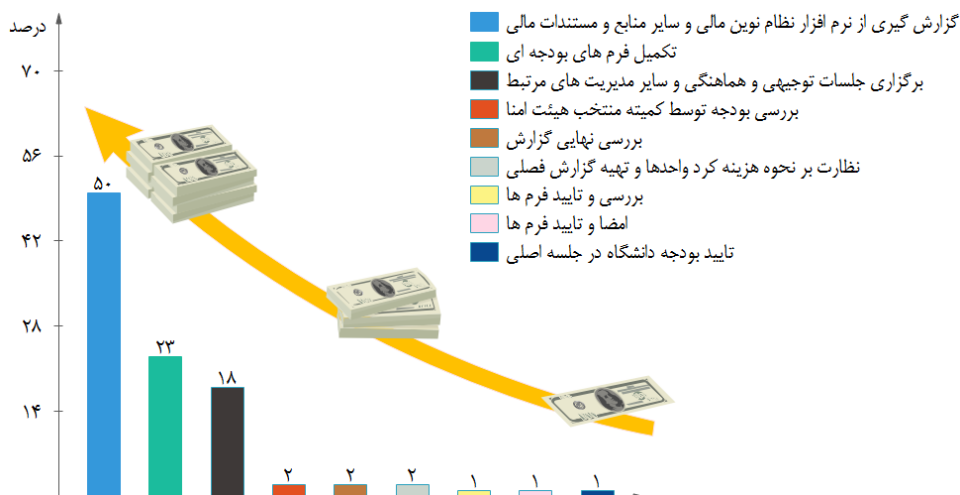 درصد
۷۰
۵۶
۴۲
۲۸
۱۴
۵۰
۲۳
۱۸
۲
۲
۲
۱
۱
۱
گزارش گیری از نرم افزار نظام نوین مالی و سایر منابع و مستندات مالی
تکمیل فرم های بودجه ای
برگزاری جلسات توجیهی و هماهنگی و سایر مدیریت های مرتبط
بررسی بودجه توسط کمیته منتخب هیئت امنا
بررسی نهایی گزارش
نظارت بر نحوه هزینه کرد واحدها و تهیه گزارش فصلی
بررسی و تایید فرم ها
امضا و تایید فرم ها
تایید بودجه دانشگاه در جلسه اصلی